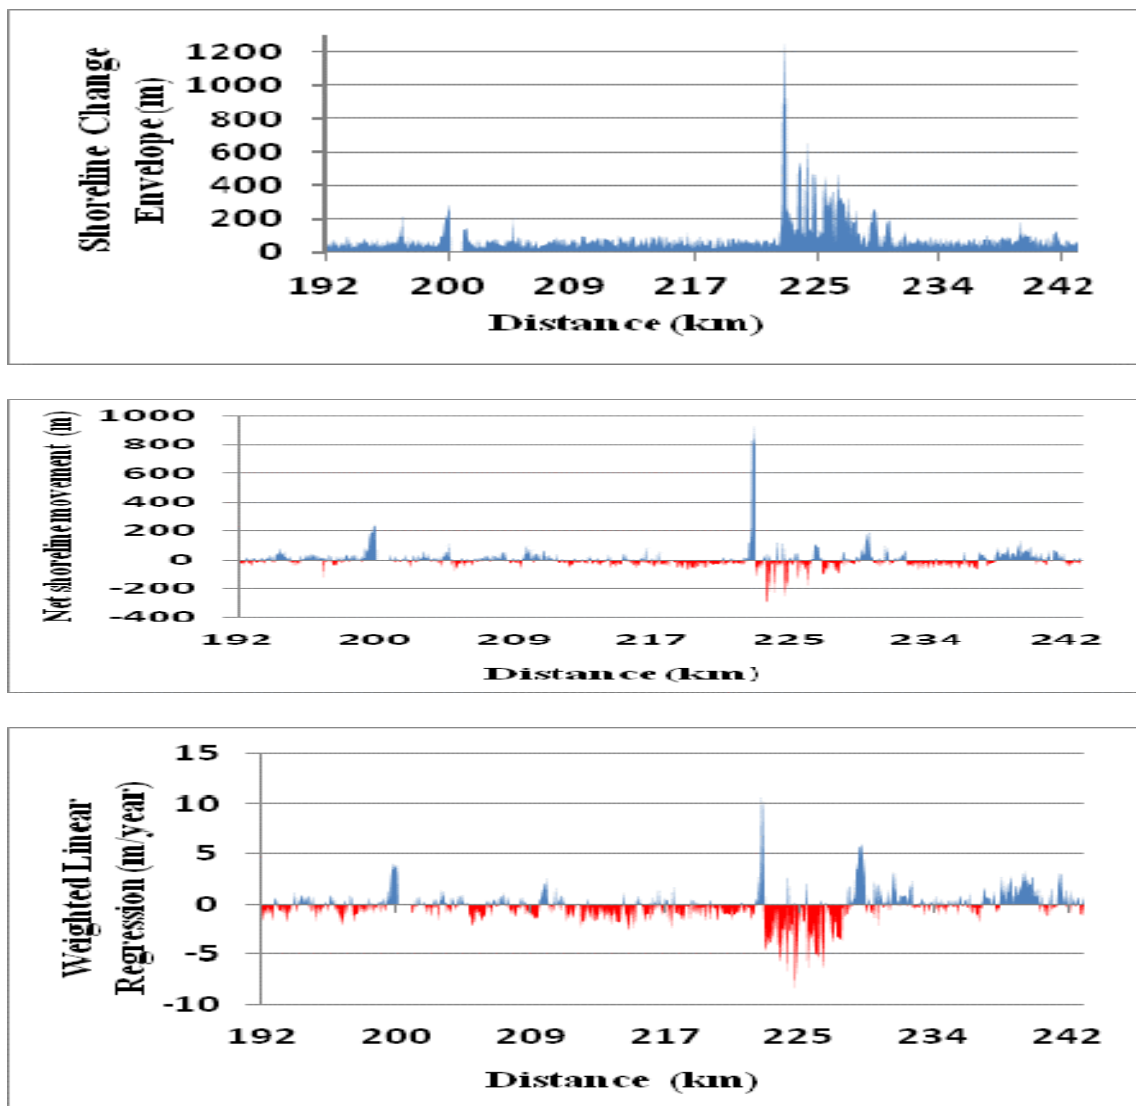 Shoreline Change
Envelope (m)
1200
1000
800
600
400
200
0
192 200 209 217 225 234 242
Distance (km)
Net shoreline movement (m)
1000
800
600
400
200
0
-200
-400
192 200 209 217 225 234 242
Distance (km)
Weighted Linear
Regression (m/year)
15
10
5
0
-5
-10
192 200 209 217 225 234 242
Distance (km)